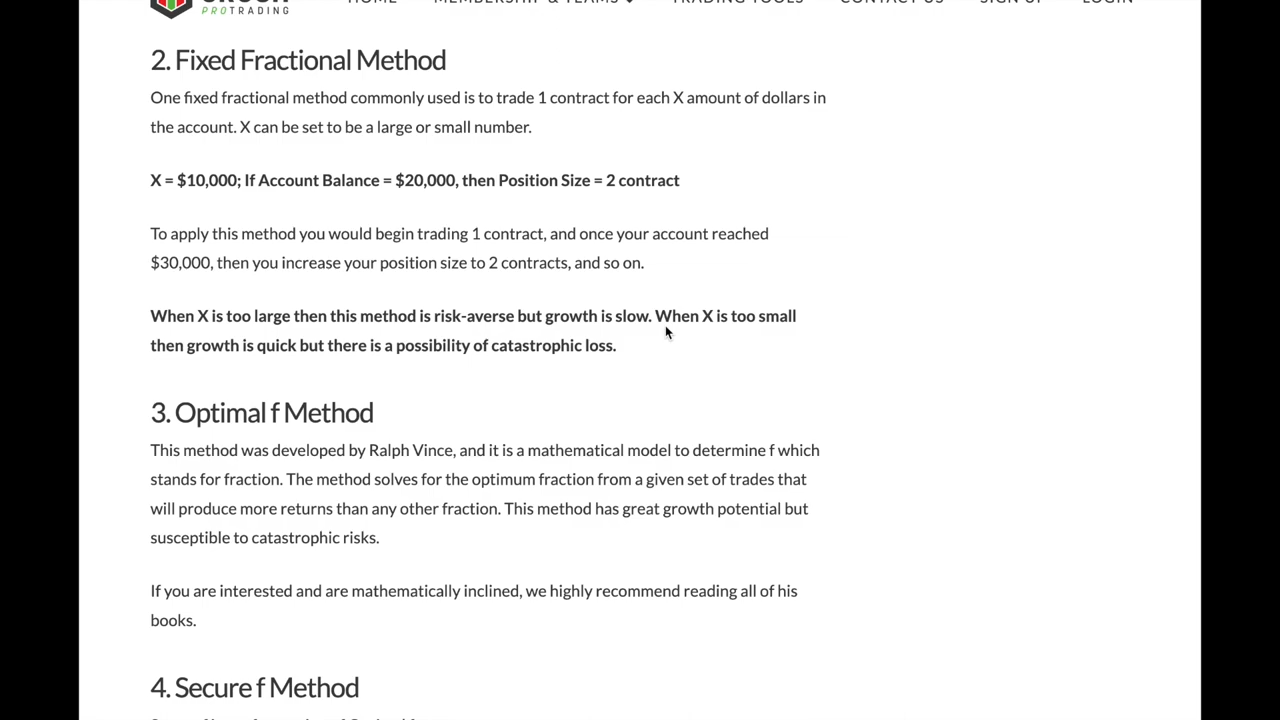 PROTRADING
HOME MEMBERSHIP & TEAMS TRADING TOOLS CONTACT US SIGN UP LOGIN
2. Fixed Fractional Method
One fixed fractional method commonly used is to trade 1 contract for each X amount of dollars in
the account. X can be set to be a large or small number.
X = $10,000; If Account Balance = $20,000, then Position Size = 2 contract
To apply this method you would begin trading 1 contract, and once your account reached
$30,000, then you increase your position size to 2 contracts, and so on.
When X is too large then this method is risk-averse but growth is slow. When X is too small
then growth is quick but there is a possibility of catastrophic loss.
3. Optimal f Method
This method was developed by Ralph Vince, and it is a mathematical model to determine f which
stands for fraction. The method solves for the optimum fraction from a given set of trades that
will produce more returns than any other fraction. This method has great growth potential but
susceptible to catastrophic risks.
If you are interested and are mathematically inclined, we highly recommend reading all of his
books.
4. Secure f Method